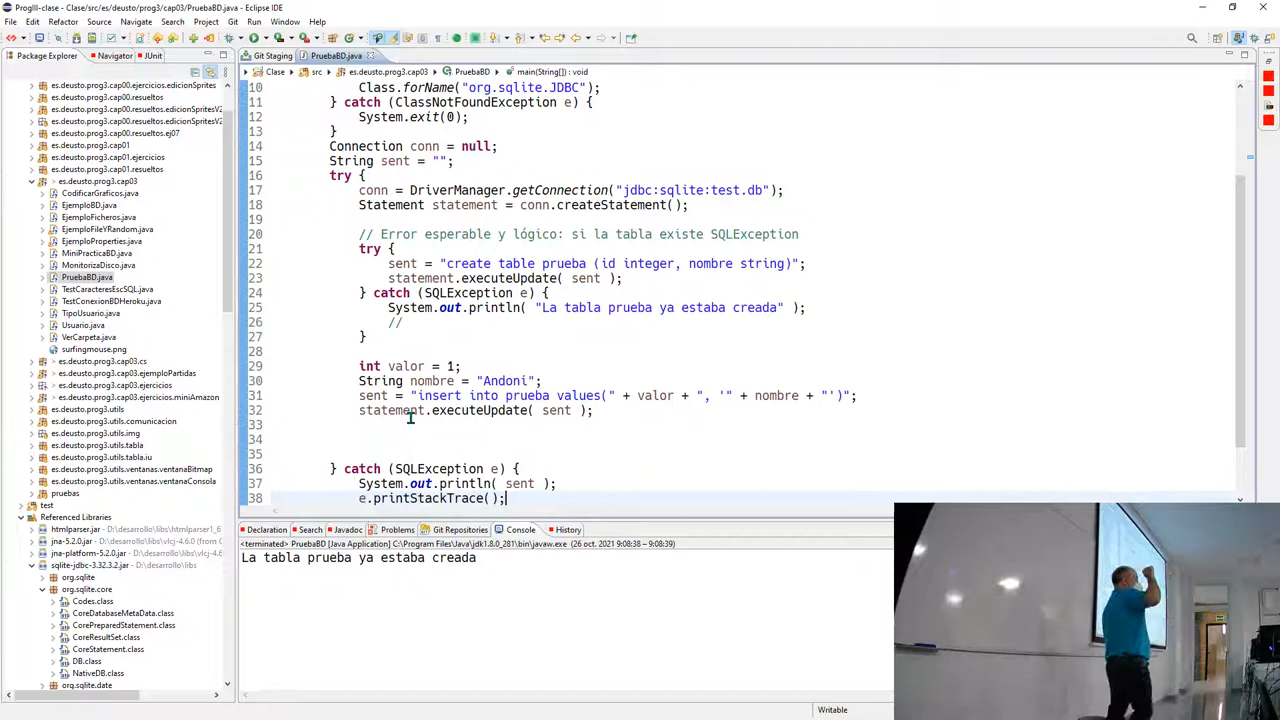 ProgIII-clase - Clase/src/es/deusto/prog3/cap03/PruebaBD.java - Eclipse IDE
File Edit Refactor Source Navigate Search Project Git Run Window Help
Package Explorer Navigator JUnit
es.deusto.prog3.cap00.ejercicios.edicionSprites
es.deusto.prog3.cap00.resueltos
es.deusto.prog3.cap00.resueltos.edicionSprites
es.deusto.prog3.cap00.resueltos.edicionSpritesV2
es.deusto.prog3.cap00.resueltos.ej07
es.deusto.prog3.cap01
es.deusto.prog3.cap01.ejercicios
es.deusto.prog3.cap01.resueltos
> es.deusto.prog3.cap03
CodificarGraficos.java
EjemploBD.java
EjemploFicheros.java
EjemploFileYRandom.java
EjemploProperties.java
MiniPracticaBD.java
MonitorizaDisco.java
PruebaBD.java
TestCaracteresEscSQL.java
TestConexionBDHeroku.java
TipoUsuario.java
Usuario.java
VerCarpeta.java
surfingmouse.png
> es.deusto.prog3.cap03.cs
> es.deusto.prog3.cap03.ejemploPartidas
> es.deusto.prog3.cap03.ejercicios
> es.deusto.prog3.cap03.ejercicios.miniAmazon
> es.deusto.prog3.utils
es.deusto.prog3.utils.comunicacion
es.deusto.prog3.utils.img
es.deusto.prog3.utils.tabla
es.deusto.prog3.utils.tabla.iu
es.deusto.prog3.utils.ventanas.ventanaBitmap
es.deusto.prog3.utils.ventanas.ventanaConsola
pruebas
test
Referenced Libraries
htmlparser.jar - D:\desarrollo\libs\htmlparser1_6
jna-5.2.0.jar - D:\desarrollo\libs\vlcj-4.6.0
jna-platform-5.2.0.jar - D:\desarrollo\libs\vlcj-4
sqlite-jdbc-3.32.3.2.jar - D:\desarrollo\libs
org.sqlite
org.sqlite.core
Codes.class
CoreDatabaseMetaData.class
CorePreparedStatement.class
CoreResultSet.class
CoreStatement.class
DB.class
NativeDB.class
org.sqlite.date
Git Staging PruebaBD.java
Clase src es.deusto.prog3.cap03 PruebaBD main(String[]) : void
10 Class.forName("org.sqlite.JDBC");
11 } catch (ClassNotFoundException e) {
12 System.exit(0);
13 }
14 Connection conn = null;
15 String sent = "";
16 try {
17 conn = DriverManager.getConnection("jdbc:sqlite:test.db");
18 Statement statement = conn.createStatement();
19
20 // Error esperable y lógico: si la tabla existe SQLException
21 try {
22 sent = "create table prueba (id integer, nombre string)";
23 statement.executeUpdate( sent );
24 } catch (SQLException e) {
25 System.out.println( "La tabla prueba ya estaba creada" );
26 //
27 }
28
29 int valor = 1;
30 String nombre = "Andoni";
31 sent = "insert into prueba values(" + valor + ", '" + nombre + "')";
32 statement.executeUpdate( sent );
33
34
35
36 } catch (SQLException e) {
37 System.out.println( sent );
38 e.printStackTrace();
Declaration Search Javadoc Problems Git Repositories Console History
<terminated> PruebaBD [Java Application] C:\Program Files\Java\jdk1.8.0_281\bin\javaw.exe (26 oct. 2021 9:08:38 – 9:08:39)
La tabla prueba ya estaba creada
Writable